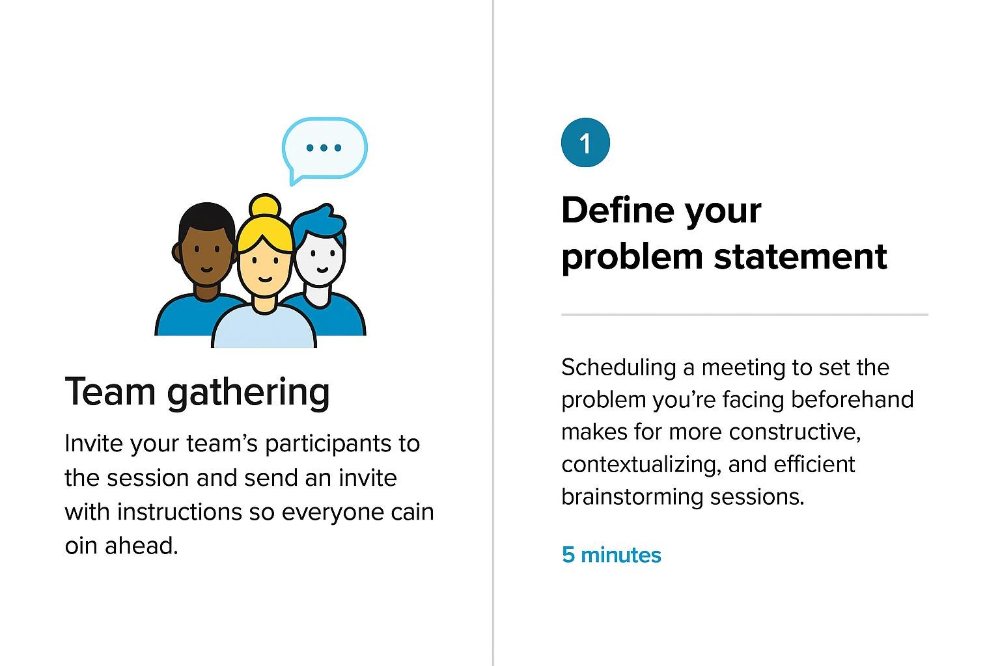 Team gathering
Invite your team’s participants to
the session and send an invite
with instructions so everyone cain
oin ahead.
1
Define your
problem statement
Scheduling a meeting to set the
problem you’re facing beforehand
makes for more constructive,
contextualizing, and efficient
brainstorming sessions.
5 minutes